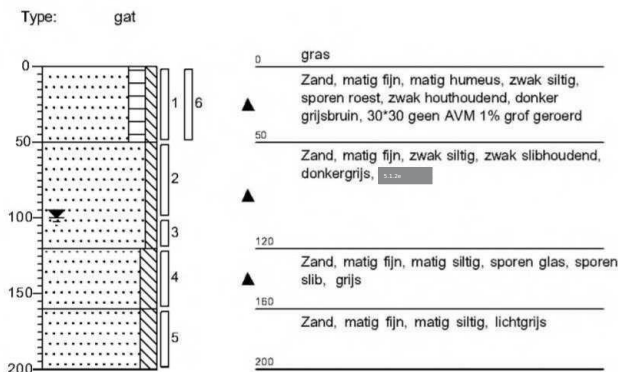 Type: gat
0
50
100
150
200
1
6
2
3
4
5
0
gras
Zand, matig fijn, matig humeus, zwak siltig,
sporen roest, zwak houthoudend, donker
grijsbruin, 30*30 geen AVM 1% grof geroerd
50
Zand, matig fijn, zwak siltig, zwak slibhoudend,
donkergrijs, 5.1.2e
120
Zand, matig fijn, matig siltig, sporen glas, sporen
slib, grijs
160
Zand, matig fijn, matig siltig, lichtgrijs
200